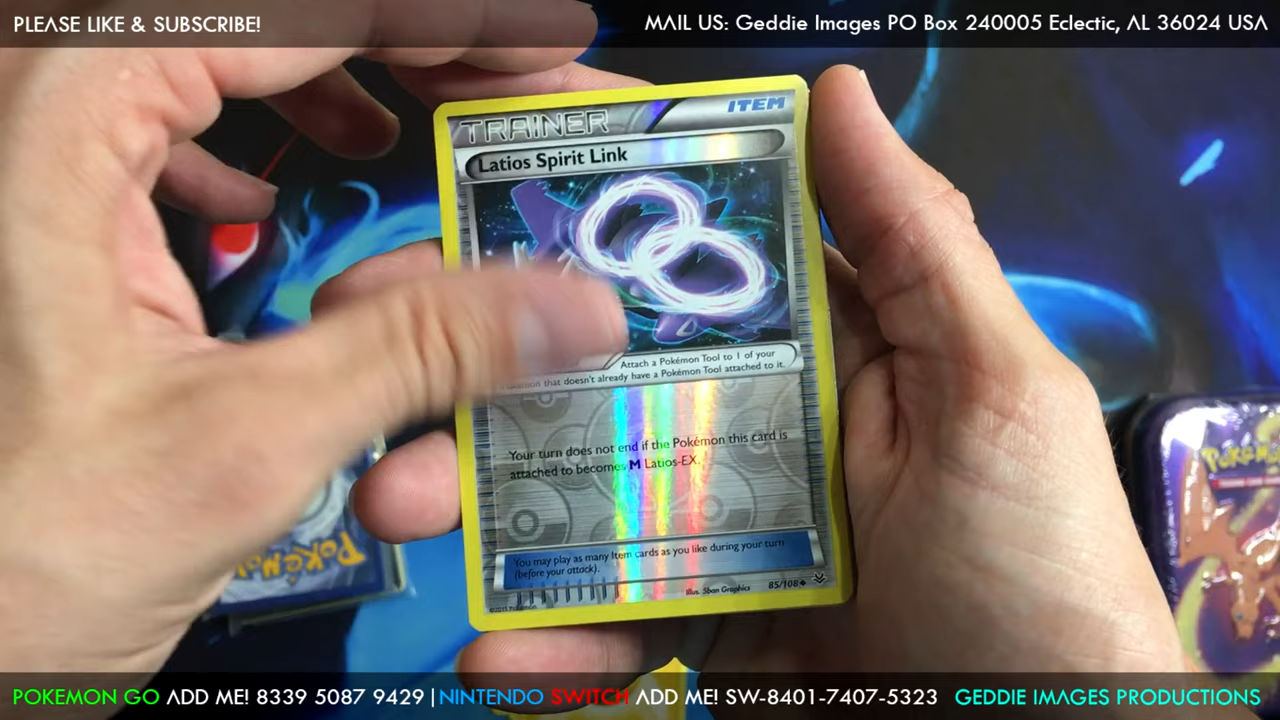 PLEASE LIKE & SUBSCRIBE!
MAIL US: Geddie Images PO Box 240005 Eclectic, AL 36024 USA
TRAINER
ITEM
Latios Spirit Link
Attach a Pokémon Tool to 1 of your
that doesn't already have a Pokémon Tool attached to it.
Your turn does not end if the Pokémon this card is
attached to becomes M Latios-EX.
You may play as many Item cards as you like during your turn
(before your attack).
Illus. 5ban Graphics
85/108
POKéMON
POKéMON
POKEMON GO ADD ME! 8339 5087 9429 | NINTENDO SWITCH ADD ME! SW-8401-7407-5323 GEDDIE IMAGES PRODUCTIONS